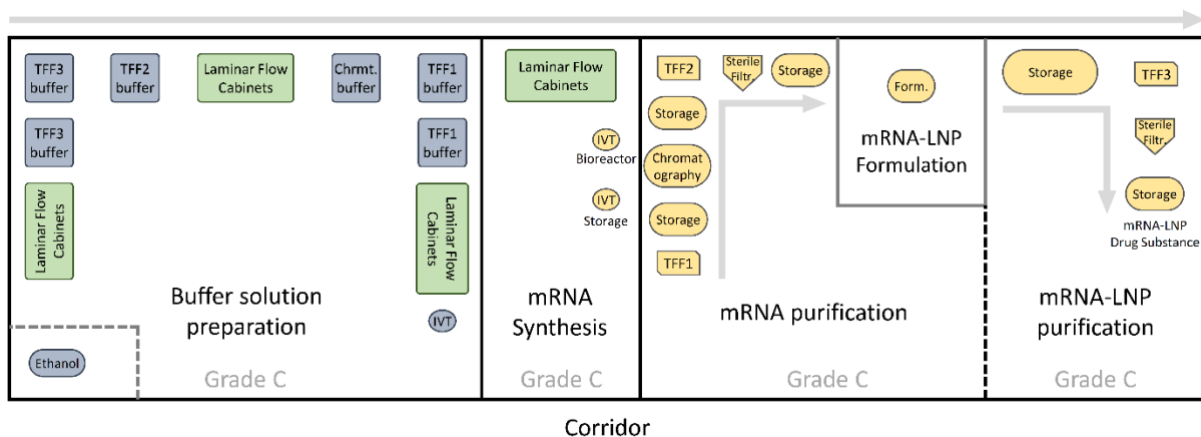 TFF3
buffer
TFF2
buffer
Laminar Flow
Cabinets
Chrmt.
buffer
TFF1
buffer
TFF3
buffer
TFF1
buffer
Laminar Flow
Cabinets
Laminar Flow
Cabinets
Buffer solution
preparation
IVT
Ethanol
Grade C
Laminar Flow
Cabinets
IVT
Bioreactor
IVT
Storage
mRNA
Synthesis
Grade C
TFF2
Sterile
Filtr.
Storage
Storage
Chromat
ography
Storage
TFF1
mRNA purification
Grade C
Form.
mRNA-LNP
Formulation
Storage
TFF3
Sterile
Filtr.
Storage
mRNA-LNP
Drug Substance
mRNA-LNP
purification
Grade C
Corridor